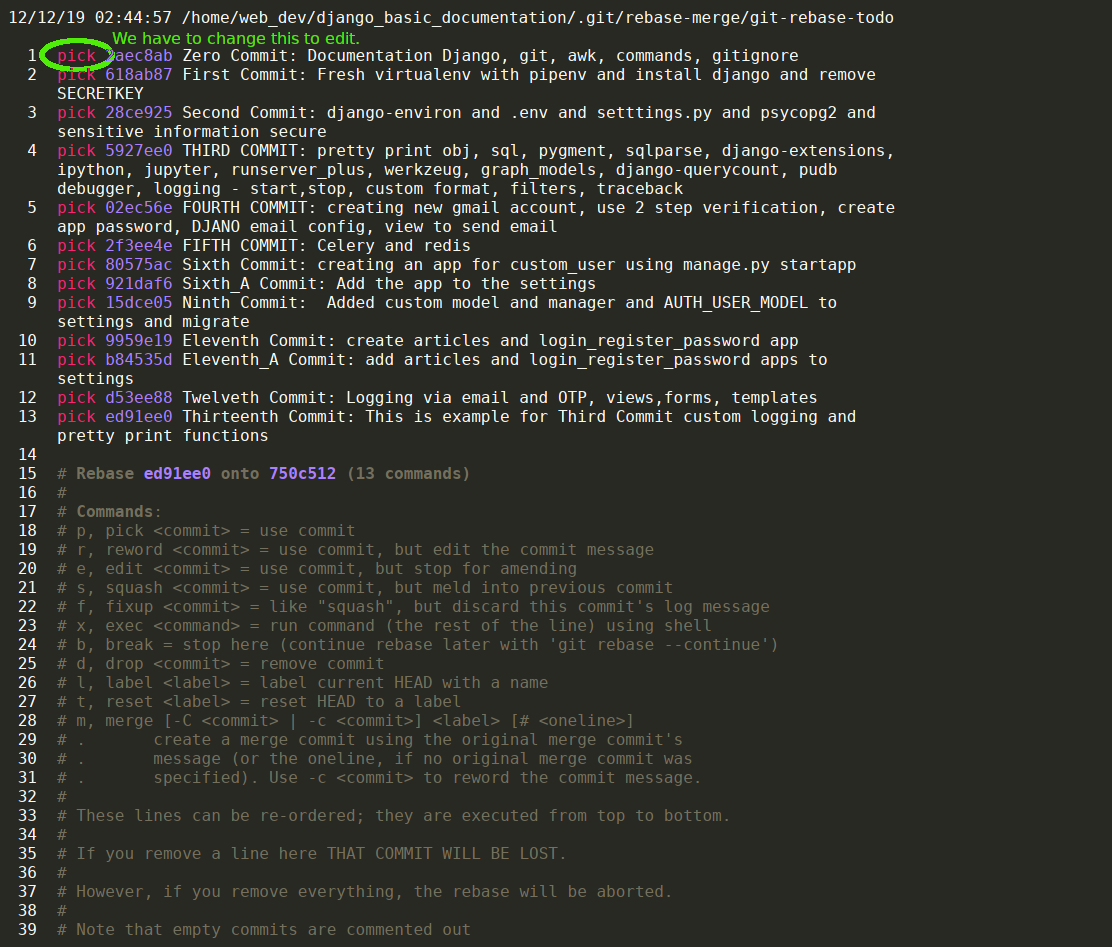 12/12/19 02:44:57 /home/web_dev/django_basic_documentation/.git/rebase-merge/git-rebase-todo
We have to change this to edit.
1 pick 2aec8ab Zero Commit: Documentation Django, git, awk, commands, gitignore
2 pick 618ab87 First Commit: Fresh virtualenv with pipenv and install django and remove
SECRETKEY
3 pick 28ce925 Second Commit: django-environ and .env and setttings.py and psycopg2 and
sensitive information secure
4 pick 5927ee0 THIRD COMMIT: pretty print obj, sql, pygment, sqlparse, django-extensions,
ipython, jupyter, runserver_plus, werkzeug, graph_models, django-querycount, pudb
debugger, logging - start,stop, custom format, filters, traceback
5 pick 02ec56e FOURTH COMMIT: creating new gmail account, use 2 step verification, create
app password, DJANO email config, view to send email
6 pick 2f3ee4e FIFTH COMMIT: Celery and redis
7 pick 80575ac Sixth Commit: creating an app for custom_user using manage.py startapp
8 pick 921daf6 Sixth_A Commit: Add the app to the settings
9 pick 15dce05 Ninth Commit:  Added custom model and manager and AUTH_USER_MODEL to
settings and migrate
10 pick 9959e19 Eleventh Commit: create articles and login_register_password app
11 pick b84535d Eleventh_A Commit: add articles and login_register_password apps to
settings
12 pick d53ee88 Twelveth Commit: Logging via email and OTP, views,forms, templates
13 pick ed91ee0 Thirteenth Commit: This is example for Third Commit custom logging and
pretty print functions
14
15 # Rebase ed91ee0 onto 750c512 (13 commands)
16 #
17 # Commands:
18 # p, pick <commit> = use commit
19 # r, reword <commit> = use commit, but edit the commit message
20 # e, edit <commit> = use commit, but stop for amending
21 # s, squash <commit> = use commit, but meld into previous commit
22 # f, fixup <commit> = like "squash", but discard this commit's log message
23 # x, exec <command> = run command (the rest of the line) using shell
24 # b, break = stop here (continue rebase later with 'git rebase --continue')
25 # d, drop <commit> = remove commit
26 # l, label <label> = label current HEAD with a name
27 # t, reset <label> = reset HEAD to a label
28 # m, merge [-C <commit> | -c <commit>] <label> [# <oneline>]
29 # .       create a merge commit using the original merge commit's
30 # .       message (or the oneline, if no original merge commit was
31 # .       specified). Use -c <commit> to reword the commit message.
32 #
33 # These lines can be re-ordered; they are executed from top to bottom.
34 #
35 # If you remove a line here THAT COMMIT WILL BE LOST.
36 #
37 # However, if you remove everything, the rebase will be aborted.
38 #
39 # Note that empty commits are commented out